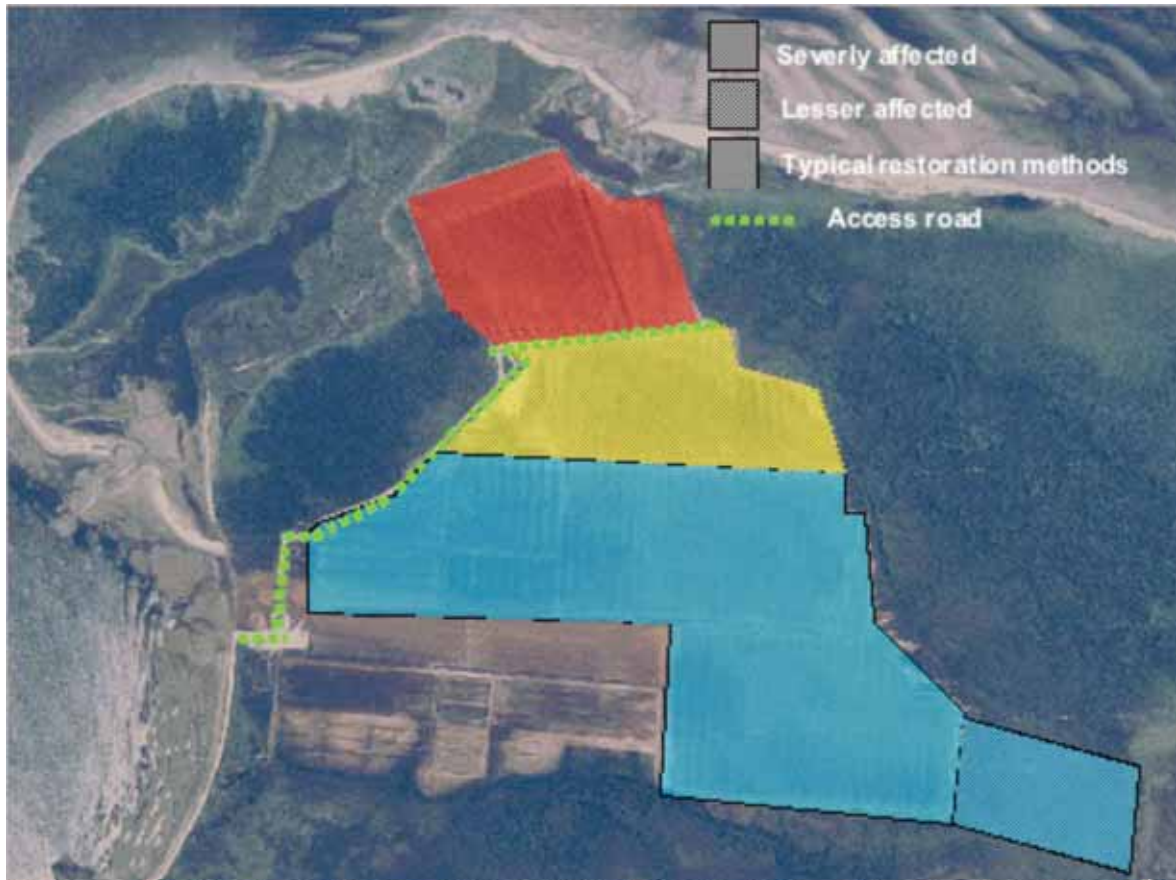 Severly affected
Lesser affected
Typical restoration methods
Access road